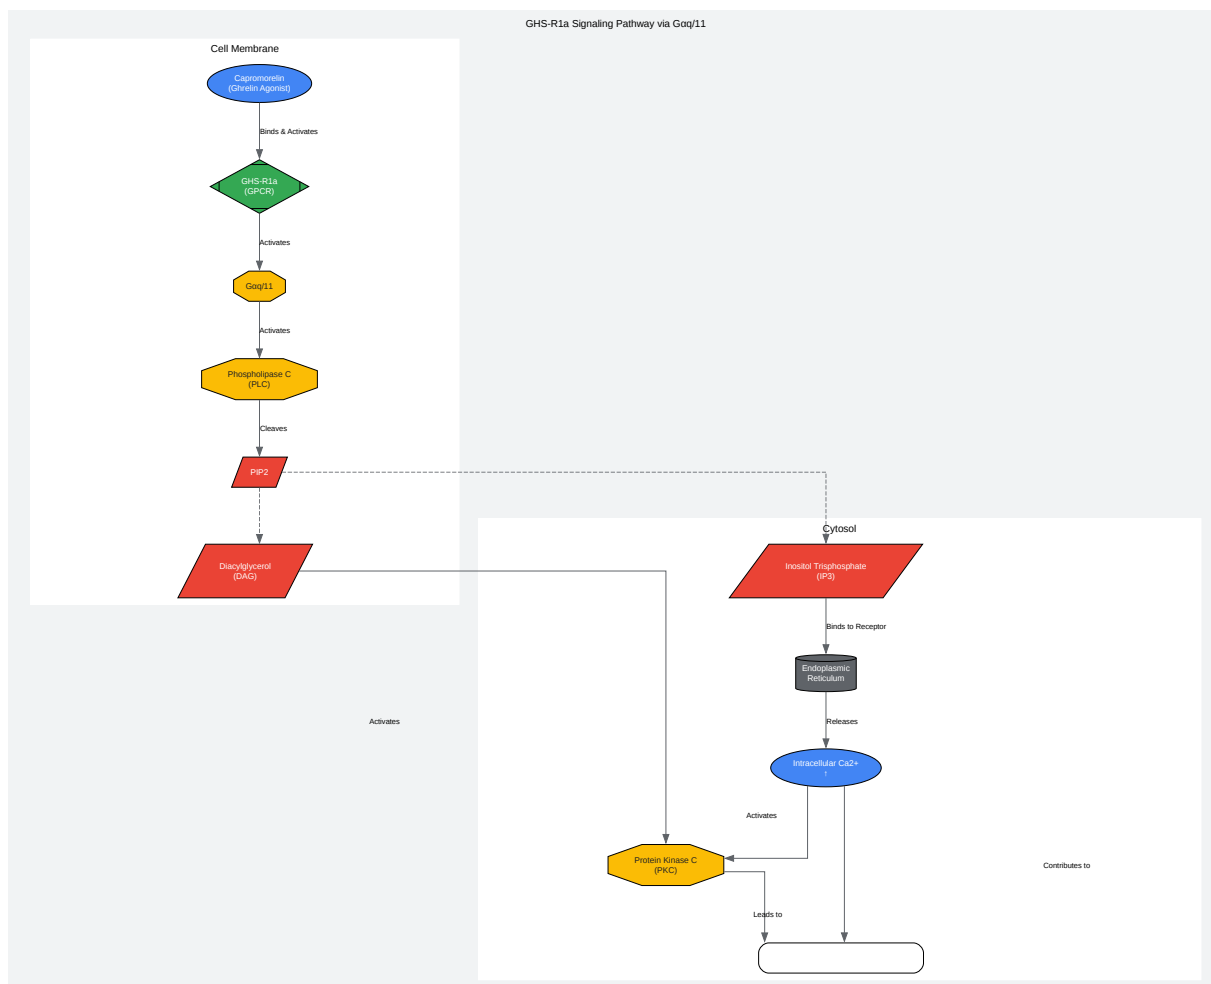 GHS-R1a Signaling Pathway via Gαq/11
Cell Membrane
Capromorelin
(Ghrelin Agonist)
Binds & Activates
GHS-R1a
(GPCR)
Activates
Gαq/11
Activates
Phospholipase C
(PLC)
Cleaves
PIP2
Diacylglycerol
(DAG)
Cytosol
Inositol Trisphosphate
(IP3)
Binds to Receptor
Endoplasmic
Reticulum
Activates
Releases
Intracellular Ca2+
↑
Activates
Protein Kinase C
(PKC)
Contributes to
Leads to